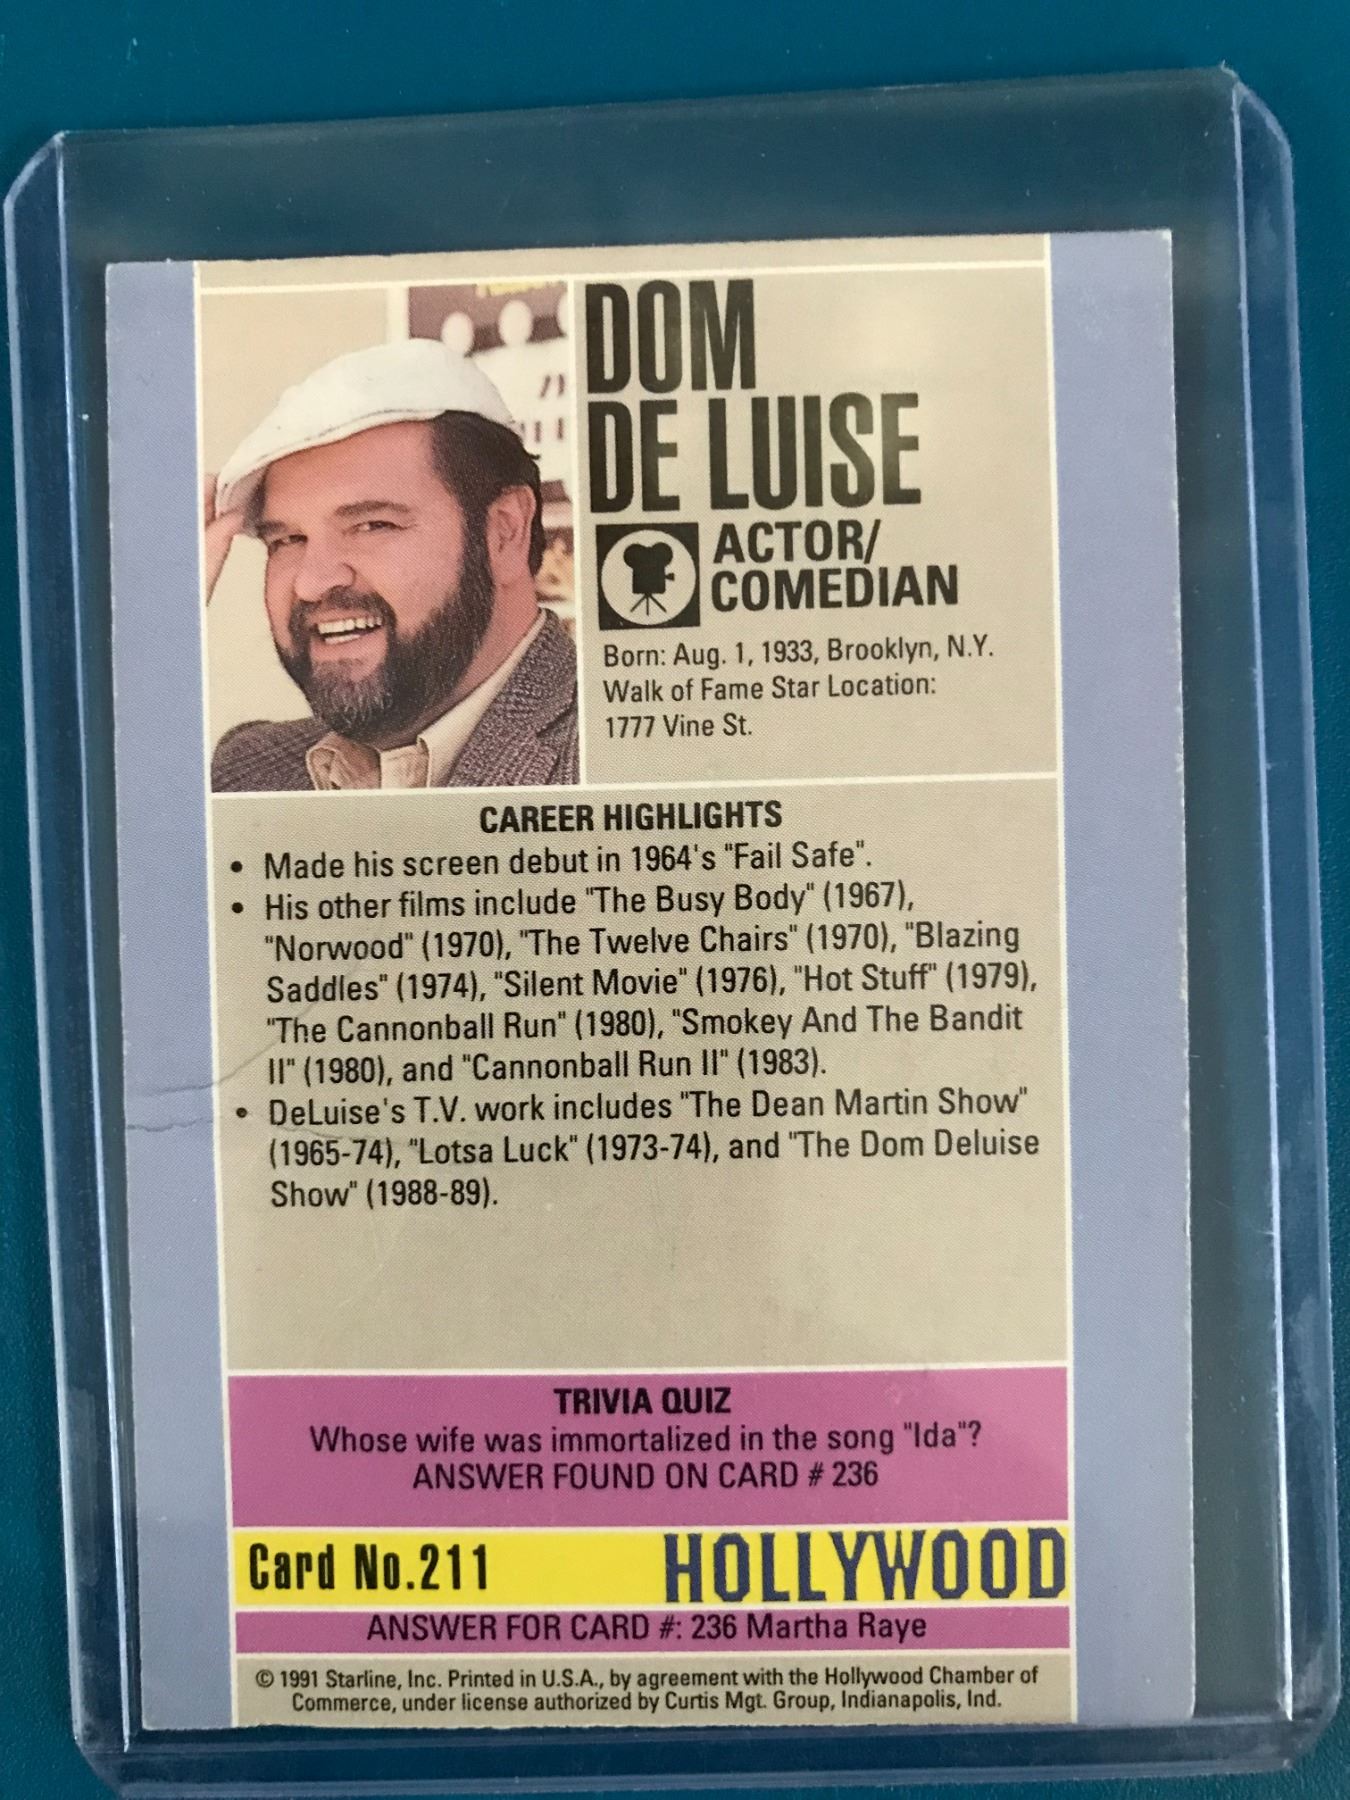 DOM
DE LUISE
ACTOR/
COMEDIAN
Born: Aug. 1, 1933, Brooklyn, N.Y.
Walk of Fame Star Location:
1777 Vine St.
CAREER HIGHLIGHTS
• Made his screen debut in 1964's "Fail Safe".
• His other films include "The Busy Body" (1967),
"Norwood" (1970), "The Twelve Chairs" (1970), "Blazing
Saddles" (1974), "Silent Movie" (1976), "Hot Stuff" (1979),
"The Cannonball Run" (1980), "Smokey And The Bandit
II" (1980), and "Cannonball Run II" (1983).
• DeLuise's T.V. work includes "The Dean Martin Show"
(1965-74), "Lotsa Luck" (1973-74), and "The Dom Deluise
Show" (1988-89).
TRIVIA QUIZ
Whose wife was immortalized in the song "Ida"?
ANSWER FOUND ON CARD # 236
Card No.211 HOLLYWOOD
ANSWER FOR CARD #: 236 Martha Raye
© 1991 Starline, Inc. Printed in U.S.A., by agreement with the Hollywood Chamber of
Commerce, under license authorized by Curtis Mgt. Group, Indianapolis, Ind.